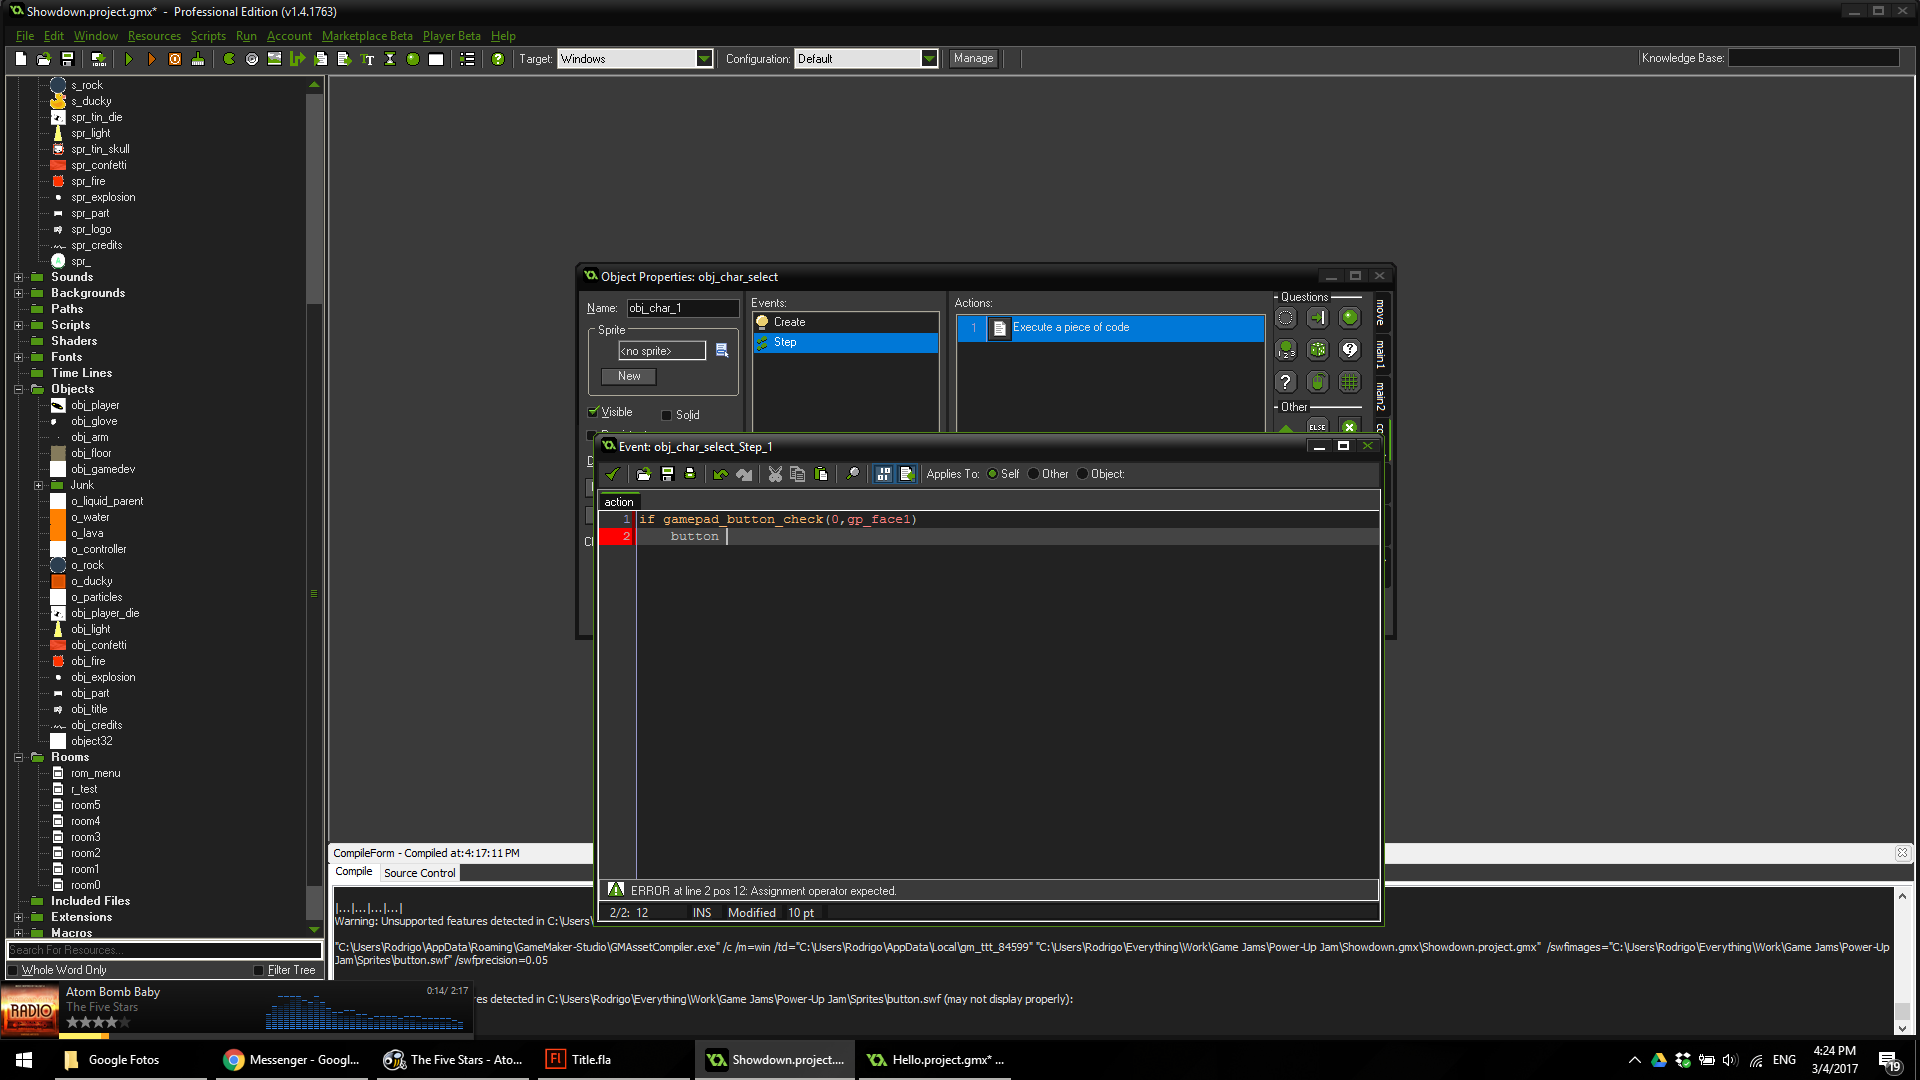 Showdown.project.gmx* - Professional Edition (v1.4.1763)
File Edit Window Resources Scripts Run Account Marketplace Beta Player Beta Help
Target: Windows Configuration: Default Manage Knowledge Base:
s_rock
s_ducky
spr_tin_die
spr_light
spr_tin_skull
spr_confetti
spr_fire
spr_explosion
spr_part
spr_logo
spr_credits
spr_
Sounds
Backgrounds
Paths
Scripts
Shaders
Fonts
Time Lines
Objects
obj_player
obj_glove
obj_arm
obj_floor
obj_gamedev
Junk
o_liquid_parent
o_water
o_lava
o_controller
o_rock
o_ducky
o_particles
obj_player_die
obj_light
obj_confetti
obj_fire
obj_explosion
obj_part
obj_title
obj_credits
object32
Rooms
rom_menu
r_test
room5
room4
room3
room2
room1
room0
Included Files
Extensions
Macros
Search For Resources...
Whole Word Only Filter Tree
Object Properties: obj_char_select
Name: obj_char_1
Sprite
<no sprite>
New
Visible Solid
Events:
Create
Step
Actions:
1 Execute a piece of code
Questions
Other
ELSE
move
main1
main2
Event: obj_char_select_Step_1
Applies To: Self Other Object:
action
1 if gamepad_button_check(0,gp_face1)
2 button
ERROR at line 2 pos 12: Assignment operator expected.
2/2: 12 INS Modified 10 pt
CompileForm - Compiled at:4:17:11 PM
Compile Source Control
|...|...|...|...|
Warning: Unsupported features detected in C:\Users
"C:\Users\Rodrigo\AppData\Roaming\GameMaker-Studio\GMAssetCompiler.exe" /c /m=win /td="C:\Users\Rodrigo\AppData\Local\gm_ttt_84599" "C:\Users\Rodrigo\Everything\Work\Game Jams\Power-Up Jam\Showdown.gmx\Showdown.project.gmx" /swfimages="C:\Users\Rodrigo\Everything\Work\Game Jams\Power-Up
Jam\Sprites\button.swf" /swfprecision=0.05
res detected in C:\Users\Rodrigo\Everything\Work\Game Jams\Power-Up Jam\Sprites\button.swf (may not display properly):
RADIO
Atom Bomb Baby
The Five Stars
0:14/ 2:17
Google Fotos
Messenger - Googl...
The Five Stars - Ato...
Fl Title.fla
Showdown.project....
Hello.project.gmx* ...
ENG
4:24 PM
3/4/2017
19